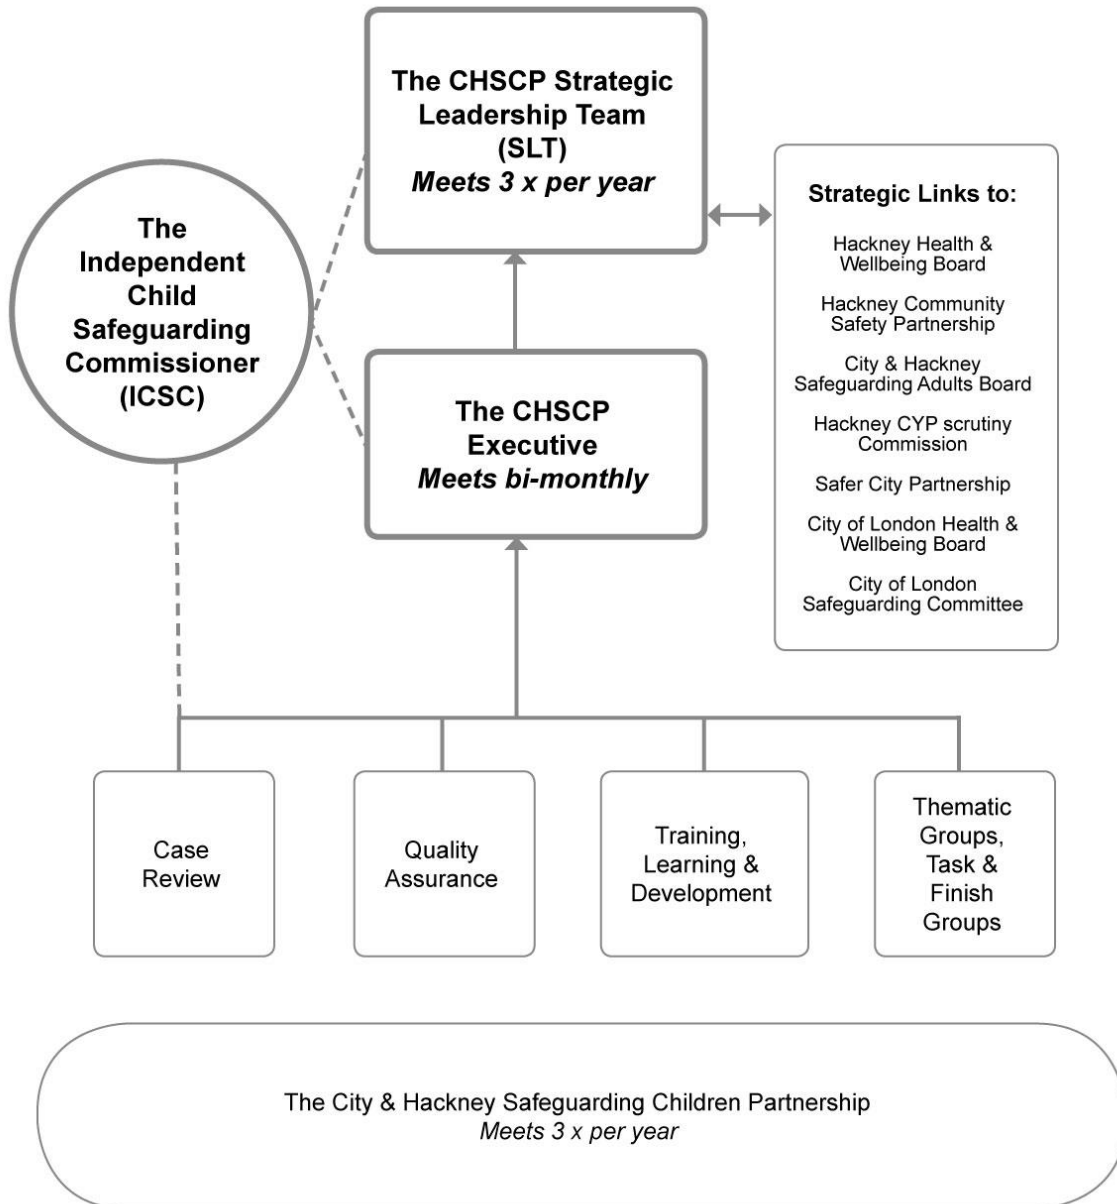 The CHSCP Strategic
Leadership Team
(SLT)
Meets 3 x per year
The
Independent
Child
Safeguarding
Commissioner
(ICSC)
Strategic Links to:
Hackney Health &
Wellbeing Board
Hackney Community
Safety Partnership
City & Hackney
Safeguarding Adults Board
Hackney CYP scrutiny
Commission
Safer City Partnership
City of London Health &
Wellbeing Board
City of London
Safeguarding Committee
The CHSCP
Executive
Meets bi-monthly
Case
Review
Quality
Assurance
Training,
Learning &
Development
Thematic
Groups,
Task &
Finish
Groups
The City & Hackney Safeguarding Children Partnership
Meets 3 x per year